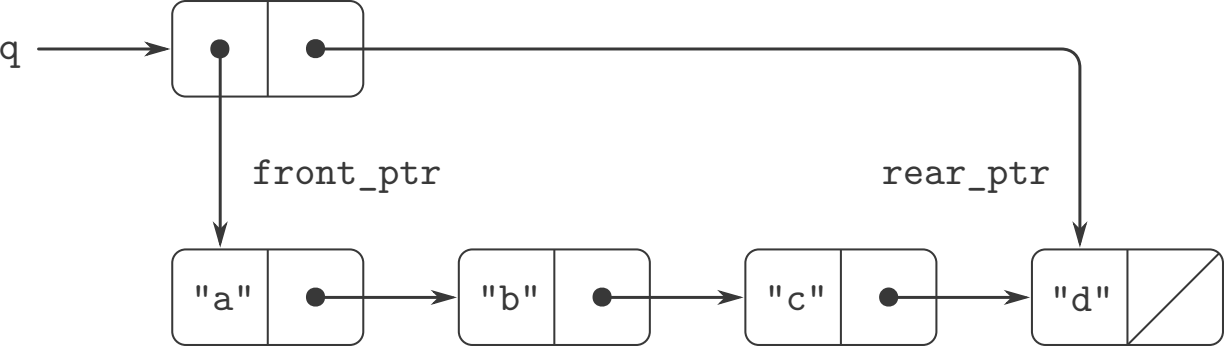 q
front_ptr
rear_ptr
"a"
"b"
"c"
"d"